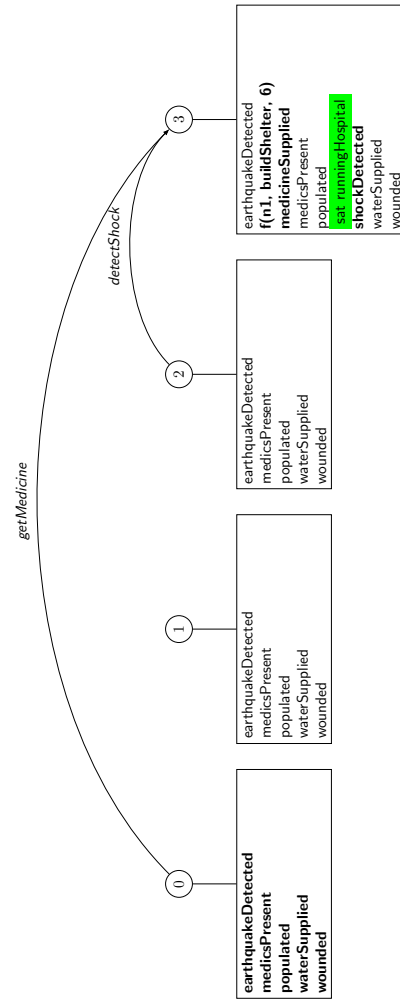 getMedicine
detectShock
0
1
2
3
earthquakeDetected
medicsPresent
populated
waterSupplied
wounded
earthquakeDetected
medicsPresent
populated
waterSupplied
wounded
earthquakeDetected
medicsPresent
populated
waterSupplied
wounded
earthquakeDetected
f(n1, buildShelter, 6)
medicineSupplied
medicsPresent
populated
sat runningHospital
shockDetected
waterSupplied
wounded